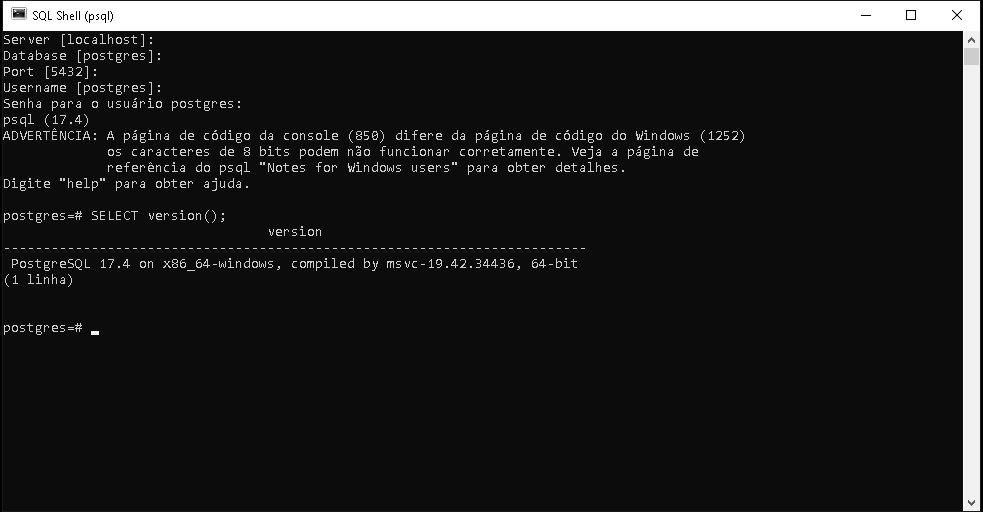 SQL Shell (psql)
Server [localhost]:
Database [postgres]:
Port [5432]:
Username [postgres]:
Senha para o usuário postgres:
psql (17.4)
ADVERTÊNCIA: A página de código da console (850) difere da página de código do Windows (1252)
os caracteres de 8 bits podem não funcionar corretamente. Veja a página de
referência do psql "Notes for Windows users" para obter detalhes.
Digite "help" para obter ajuda.
postgres=# SELECT version();
version
-------------------------------------------------------------------------
PostgreSQL 17.4 on x86_64-windows, compiled by msvc-19.42.34436, 64-bit
(1 linha)
postgres=#